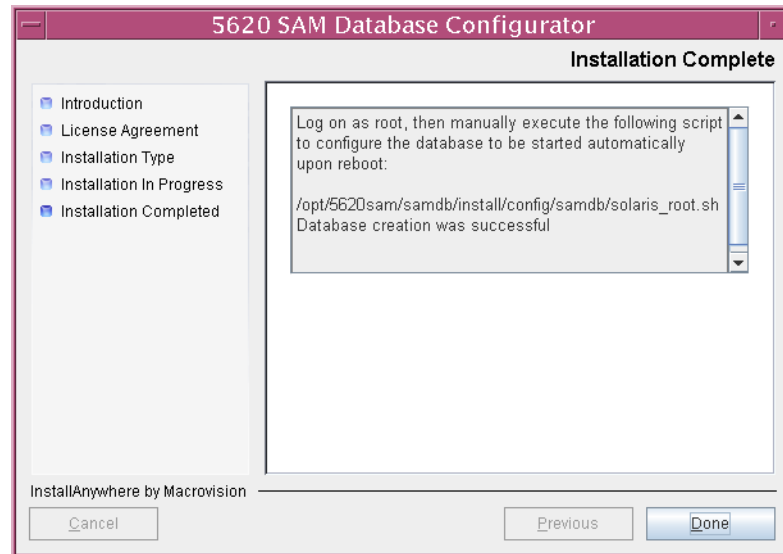 5620 SAM Database Configurator
Installation Complete
Introduction
License Agreement
Installation Type
Installation In Progress
Installation Completed
Log on as root, then manually execute the following script
to configure the database to be started automatically
upon reboot:
/opt/5620sam/samdb/install/config/samdb/solaris_root.sh
Database creation was successful
InstallAnywhere by Macrovision
Cancel
Previous
Done